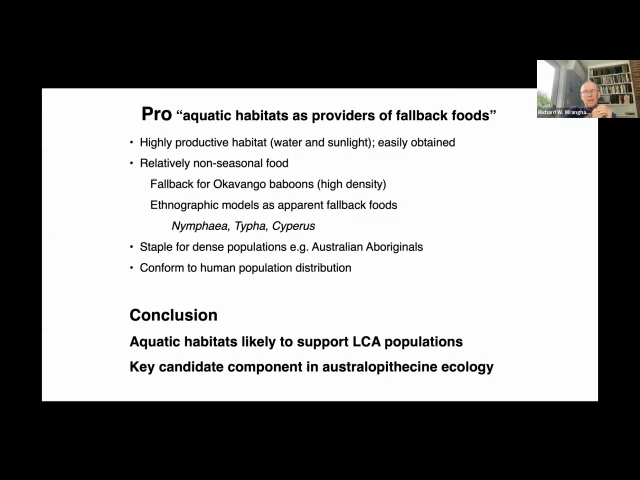 Pro “aquatic habitats as providers of fallback foods”
• Highly productive habitat (water and sunlight); easily obtained
• Relatively non-seasonal food
Fallback for Okavango baboons (high density)
Ethnographic models as apparent fallback foods
Nymphaea, Typha, Cyperus
• Staple for dense populations e.g. Australian Aboriginals
• Conform to human population distribution
Conclusion
Aquatic habitats likely to support LCA populations
Key candidate component in australopithecine ecology
Richard W. Wrangha...